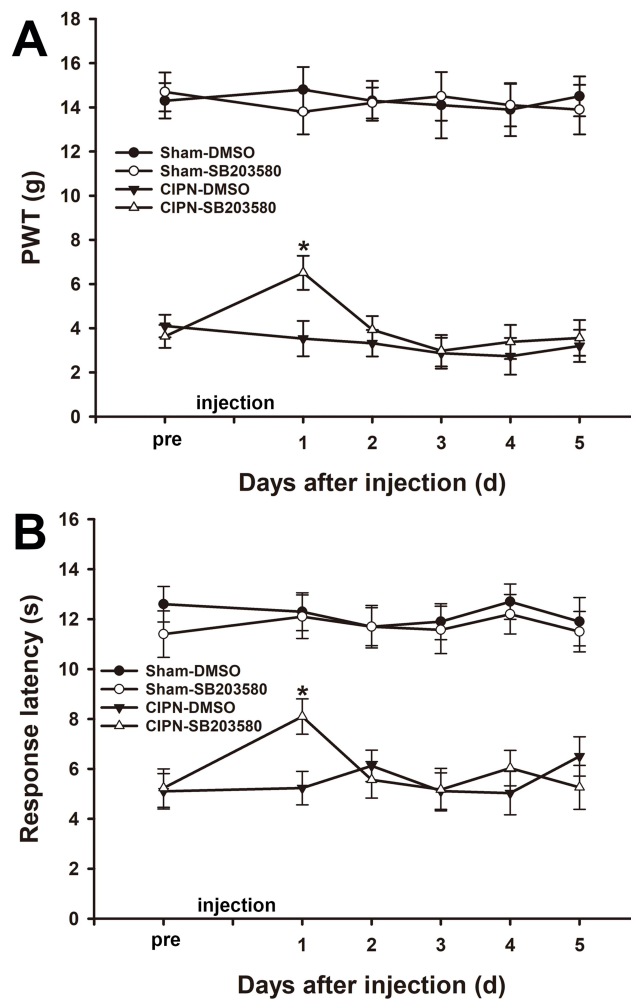 A
18
16
14
12
10
8
6
4
2
0
PWT (g)
Sham-DMSO
Sham-SB203580
CIPN-DMSO
CIPN-SB203580
*
injection
pre
1
2
3
4
5
Days after injection (d)
B
16
14
12
10
8
6
4
2
0
Response latency (s)
Sham-DMSO
Sham-SB203580
CIPN-DMSO
CIPN-SB203580
*
injection
pre
1
2
3
4
5
Days after injection (d)